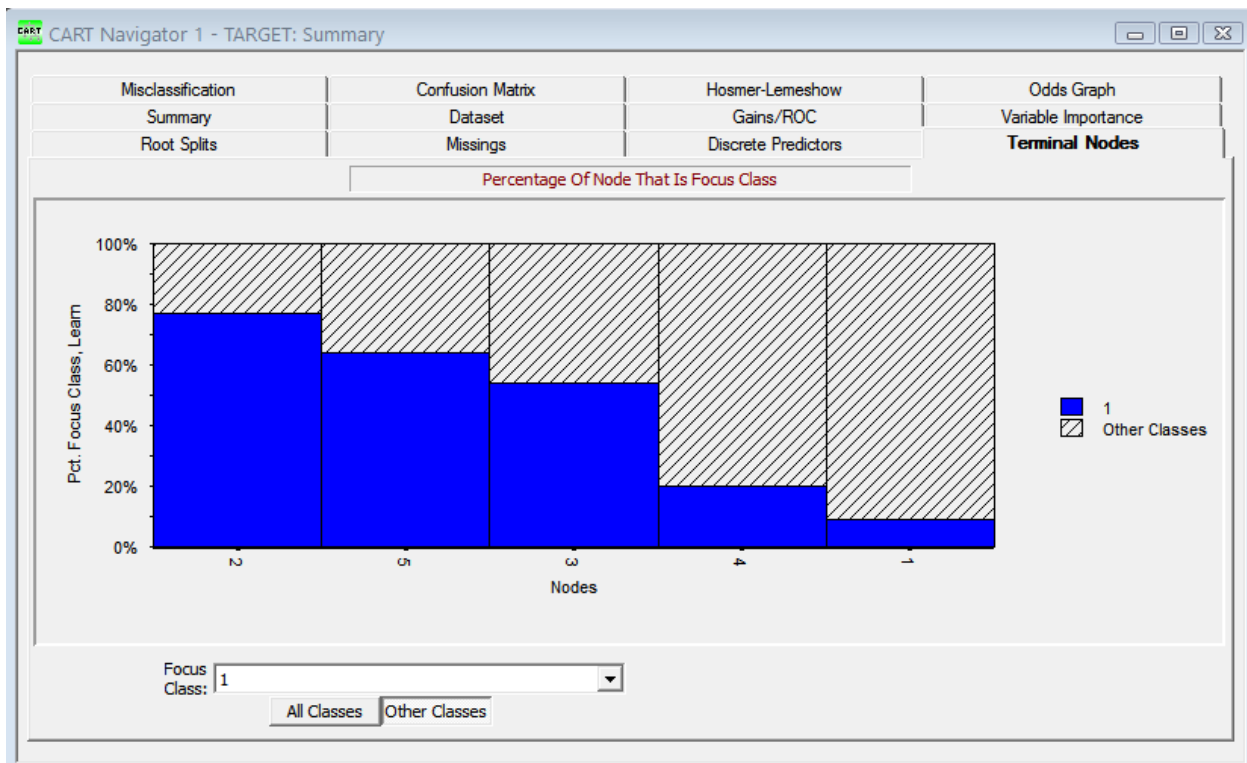 CART CART Navigator 1 - TARGET: Summary
Misclassification Confusion Matrix Hosmer-Lemeshow Odds Graph
Summary Dataset Gains/ROC Variable Importance
Root Splits Missings Discrete Predictors Terminal Nodes
Percentage Of Node That Is Focus Class
Pct. Focus Class, Learn
100%
80%
60%
40%
20%
0%
2 5 3 4 1
Nodes
1
Other Classes
Focus
Class: 1
All Classes Other Classes